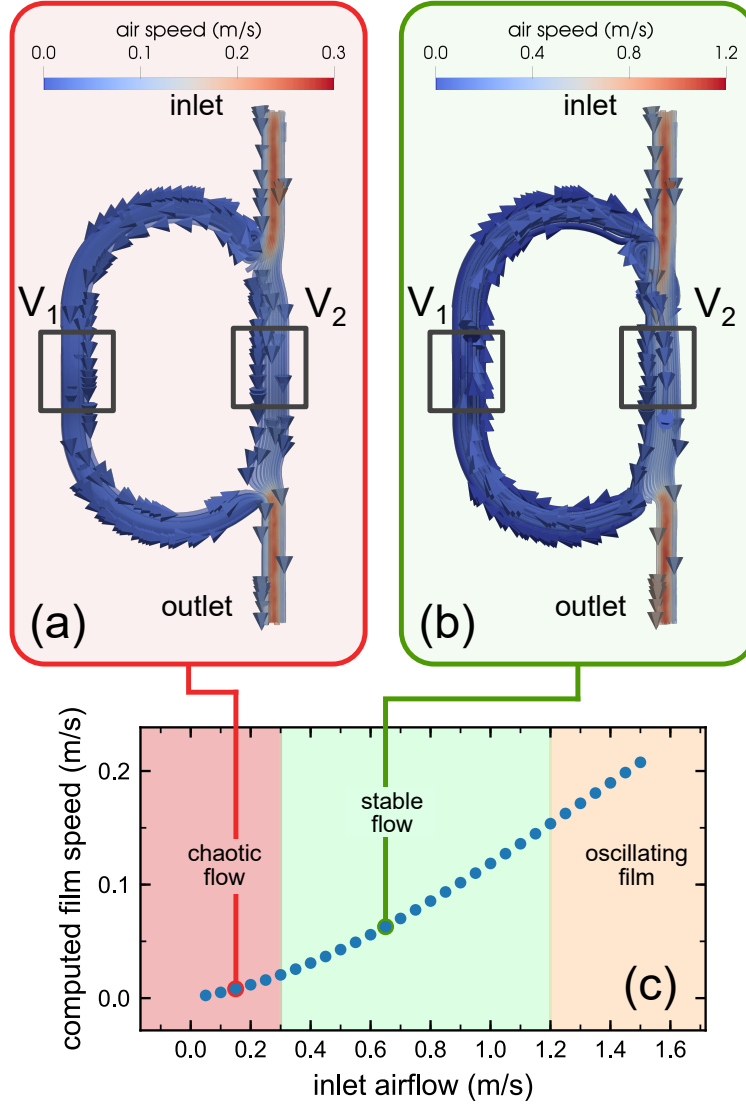 air speed (m/s)
0.0 0.1 0.2 0.3
inlet
V1
V2
outlet
(a)
air speed (m/s)
0.0 0.4 0.8 1.2
inlet
V1
V2
outlet
(b)
computed film speed (m/s)
0.2
0.1
0.0
chaotic
flow
stable
flow
oscillating
film
(c)
0.0 0.2 0.4 0.6 0.8 1.0 1.2 1.4 1.6
inlet airflow (m/s)